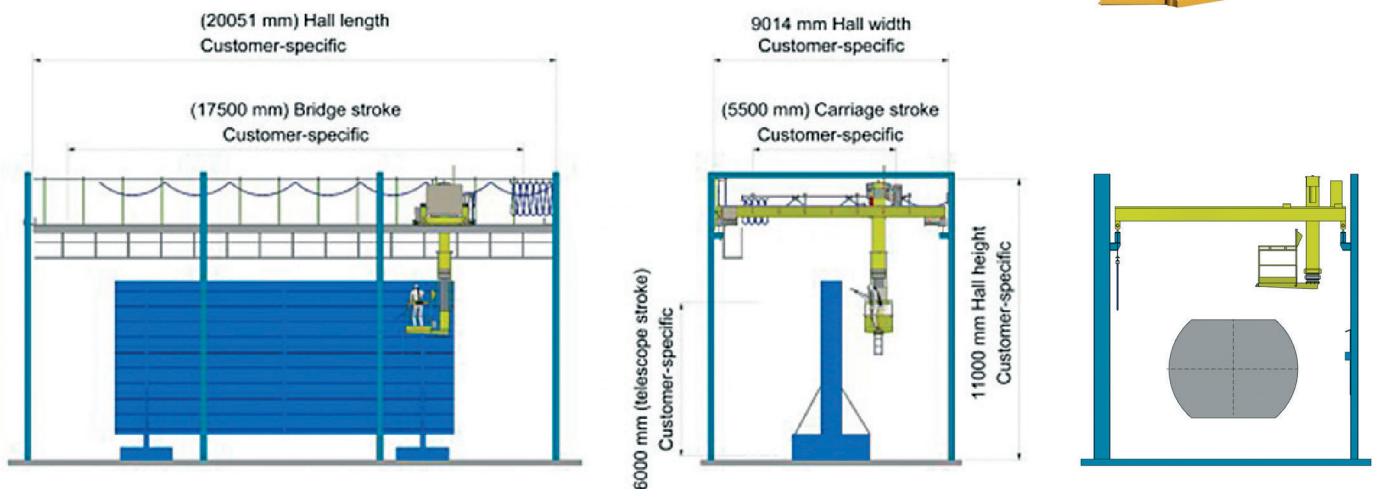 (20051 mm) Hall length
Customer-specific
(17500 mm) Bridge stroke
Customer-specific
9014 mm Hall width
Customer-specific
(5500 mm) Carriage stroke
Customer-specific
6000 mm (telescope stroke)
Customer-specific
11000 mm Hall height
Customer-specific